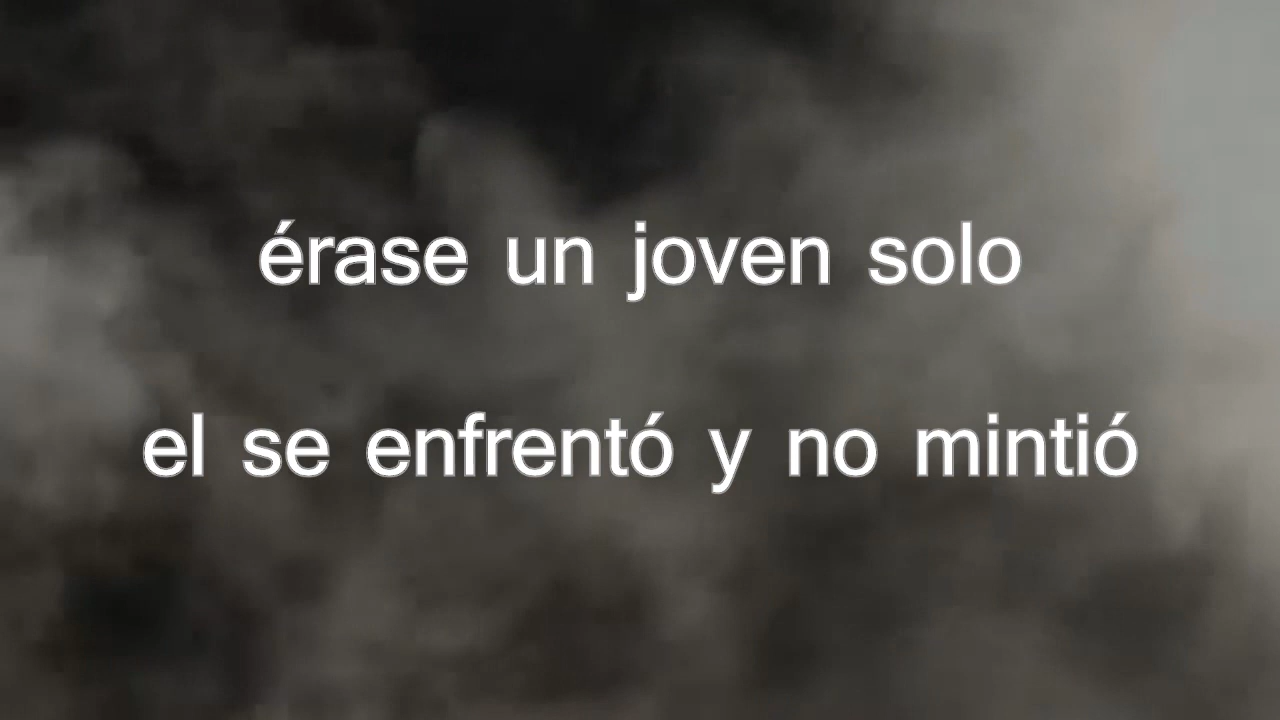 érase un joven solo
el se enfrentó y no mintió